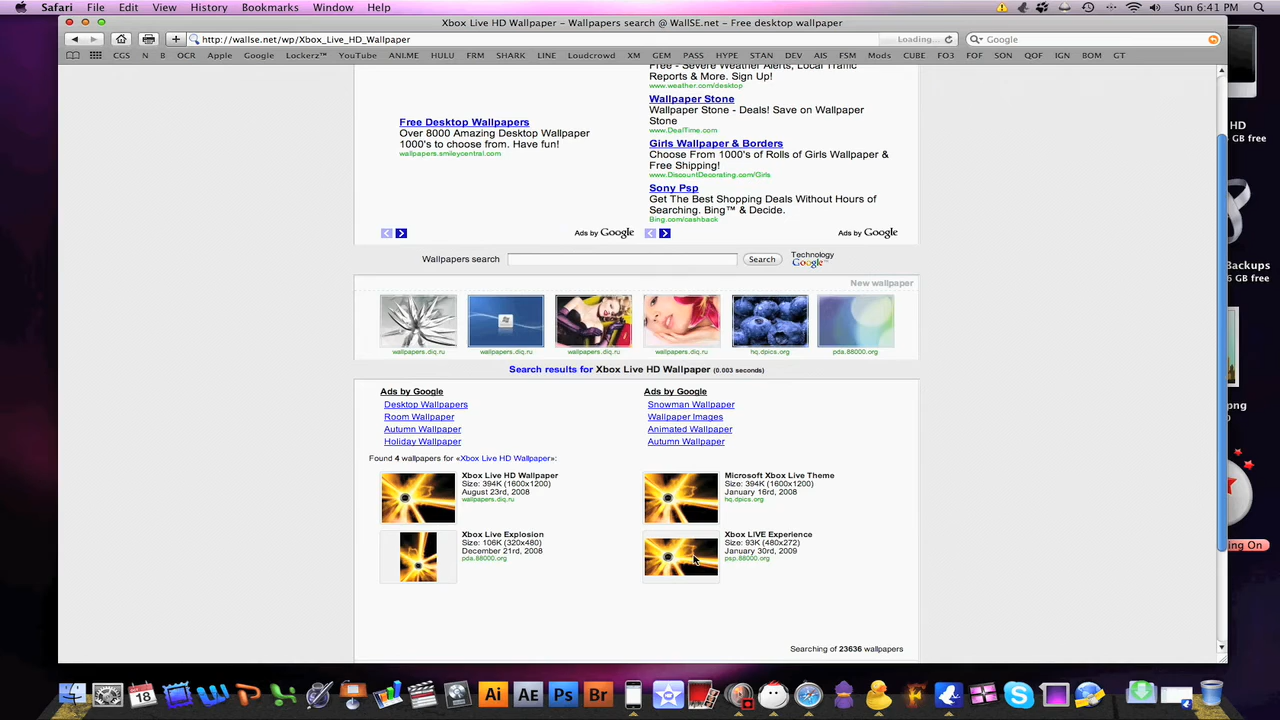 Safari File Edit View History Bookmarks Window Help
Sun 6:41 PM
Xbox Live HD Wallpaper – Wallpapers search @ WallSE.net – Free desktop wallpaper
http://wallse.net/wp/Xbox_Live_HD_Wallpaper
Loading
Google
CGS N B OCR Apple Google Lockerz™ YouTube ANIME HULU FRM SHARK LINE Loudcrowd XM GEM PASS HYPE STAN DEV AIS FSM Mods CUBE FO3 FOF SON QOF IGN BOM GT
Free Desktop Wallpapers
Over 8000 Amazing Desktop Wallpaper
1000's to choose from. Have fun!
wallpapers.smileycentral.com
Ads by Google
Free - Severe Weather Alerts, Local Traffic
Reports & More. Sign Up!
www.weather.com/desktop
Wallpaper Stone
Wallpaper Stone - Deals! Save on Wallpaper
Stone
www.DealTime.com
Girls Wallpaper & Borders
Choose From 1000's of Rolls of Girls Wallpaper &
Free Shipping!
www.DiscountDecorating.com/Girls
Sony Psp
Get The Best Shopping Deals Without Hours of
Searching. Bing™ & Decide.
Bing.com/cashback
Ads by Google
Wallpapers search
Search
Technology
Google™
New wallpaper
wallpapers.diq.ru
wallpapers.diq.ru
wallpapers.diq.ru
wallpapers.diq.ru
hq.dpics.org
pda.88000.org
Search results for Xbox Live HD Wallpaper (0.003 seconds)
Ads by Google
Desktop Wallpapers
Room Wallpaper
Autumn Wallpaper
Holiday Wallpaper
Ads by Google
Snowman Wallpaper
Wallpaper Images
Animated Wallpaper
Autumn Wallpaper
Found 4 wallpapers for «Xbox Live HD Wallpaper»:
Xbox Live HD Wallpaper
Size: 394K (1600x1200)
August 23rd, 2008
wallpapers.diq.ru
Microsoft Xbox Live Theme
Size: 394K (1600x1200)
January 16rd, 2008
hq.dpics.org
Xbox Live Explosion
Size: 106K (320x480)
December 21rd, 2008
pda.88000.org
Xbox LIVE Experience
Size: 93K (480x272)
January 30rd, 2009
psp.88000.org
Searching of 23636 wallpapers
HD
GB free
Backups
GB free
png
ing On
18
Ai AE Ps Br